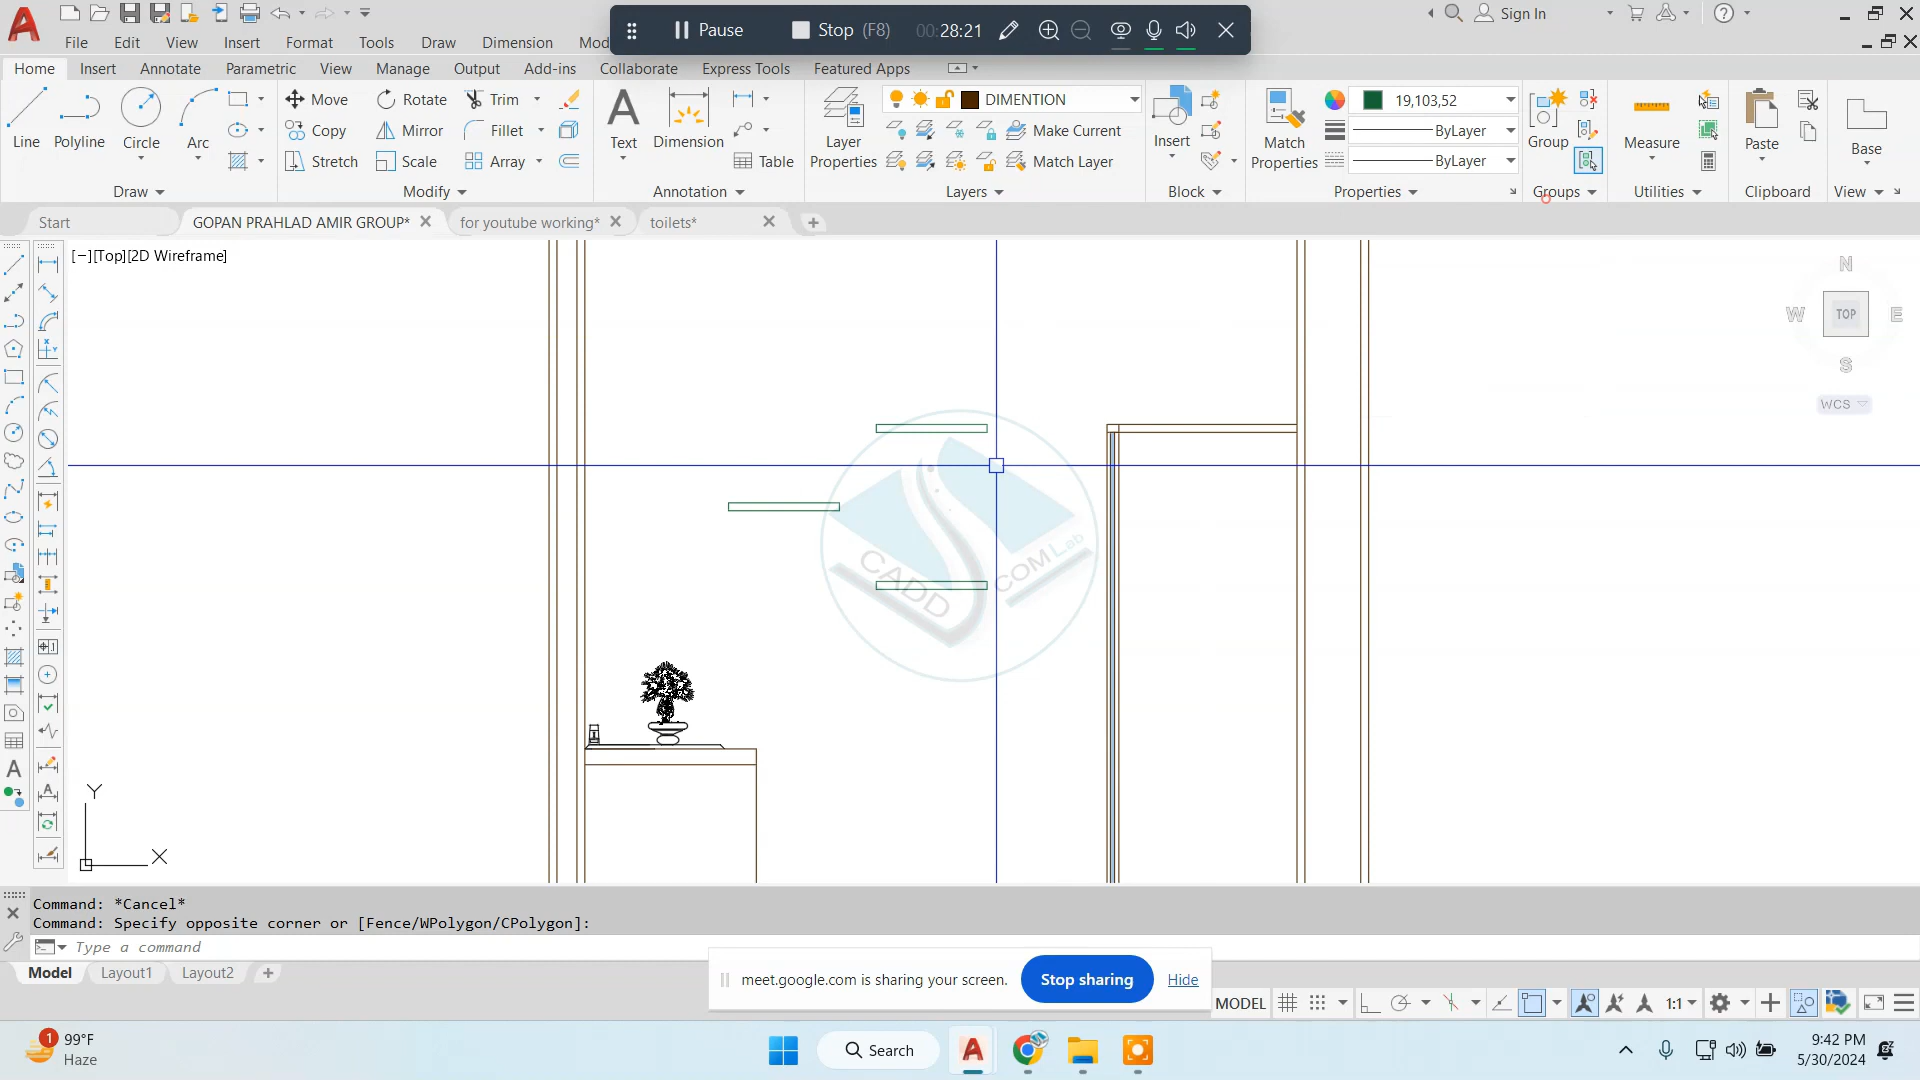 Pause Stop (F8) 00:28:21
Sign In
File Edit View Insert Format Tools Draw Dimension
Home Insert Annotate Parametric View Manage Output Add-ins Collaborate Express Tools Featured Apps
Line Polyline Circle Arc
Move Rotate Trim
Copy Mirror Fillet
Stretch Scale Array
Text Dimension Table
Layer Properties
DIMENTION
Make Current
Match Layer
Insert
Match Properties
19,103,52
ByLayer
ByLayer
Group Measure Paste Base
Draw Modify Annotation Layers Block Properties Groups Utilities Clipboard View
Start GOPAN PRAHLAD AMIR GROUP* for youtube working* toilets*
[−][Top][2D Wireframe]
N
W TOP E
S
WCS
CADD S COM Lab
Y
X
Command: *Cancel*
Command: Specify opposite corner or [Fence/WPolygon/CPolygon]:
Type a command
Model Layout1 Layout2
meet.google.com is sharing your screen. Stop sharing Hide
MODEL 1:1
1 99°F
Haze
Search
9:42 PM
5/30/2024